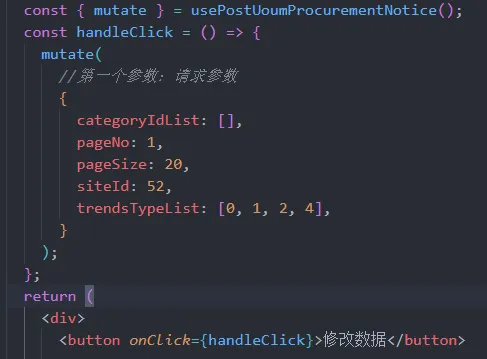 const { mutate } = usePostUoumProcurementNotice();
const handleClick = () => {
mutate(
//第一个参数：请求参数
{
categoryIdList: [],
pageNo: 1,
pageSize: 20,
siteId: 52,
trendsTypeList: [0, 1, 2, 4],
}
);
};
return (
<div>
<button onClick={handleClick}>修改数据</button>